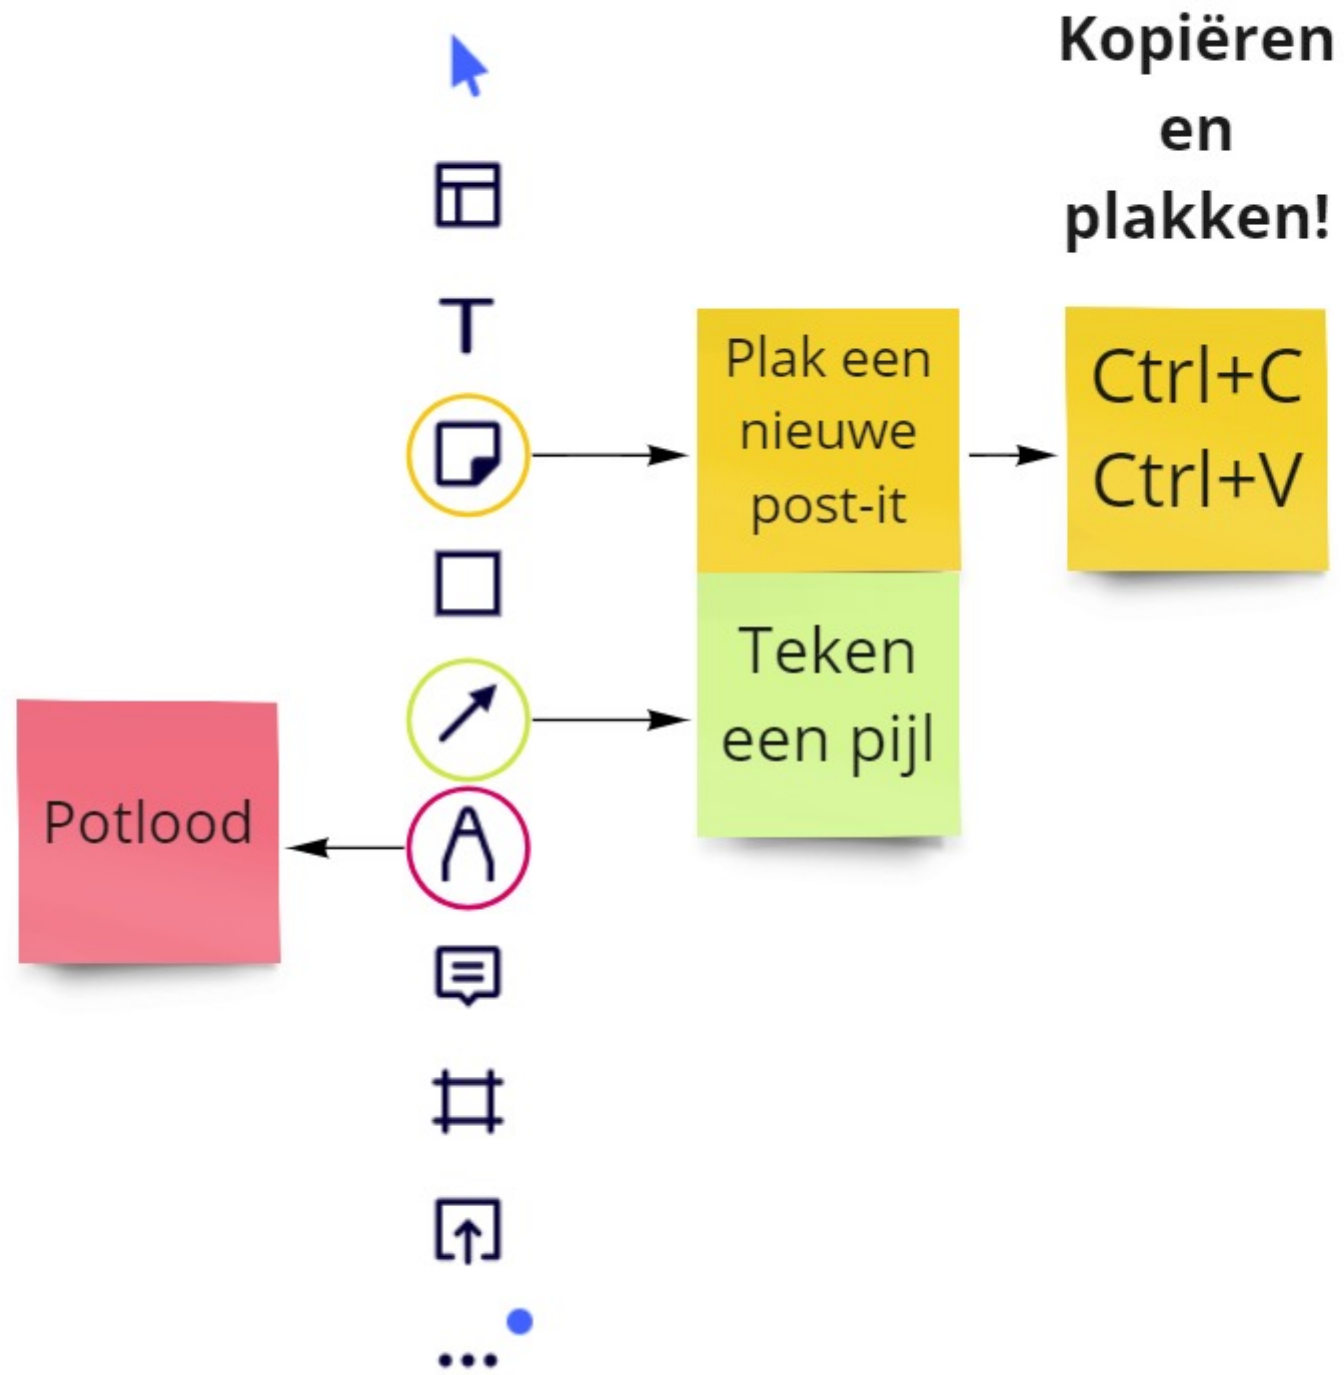 Kopiëren
en
plakken!
T
Plak een
nieuwe
post-it
Ctrl+C
Ctrl+V
Teken
een pijl
Potlood